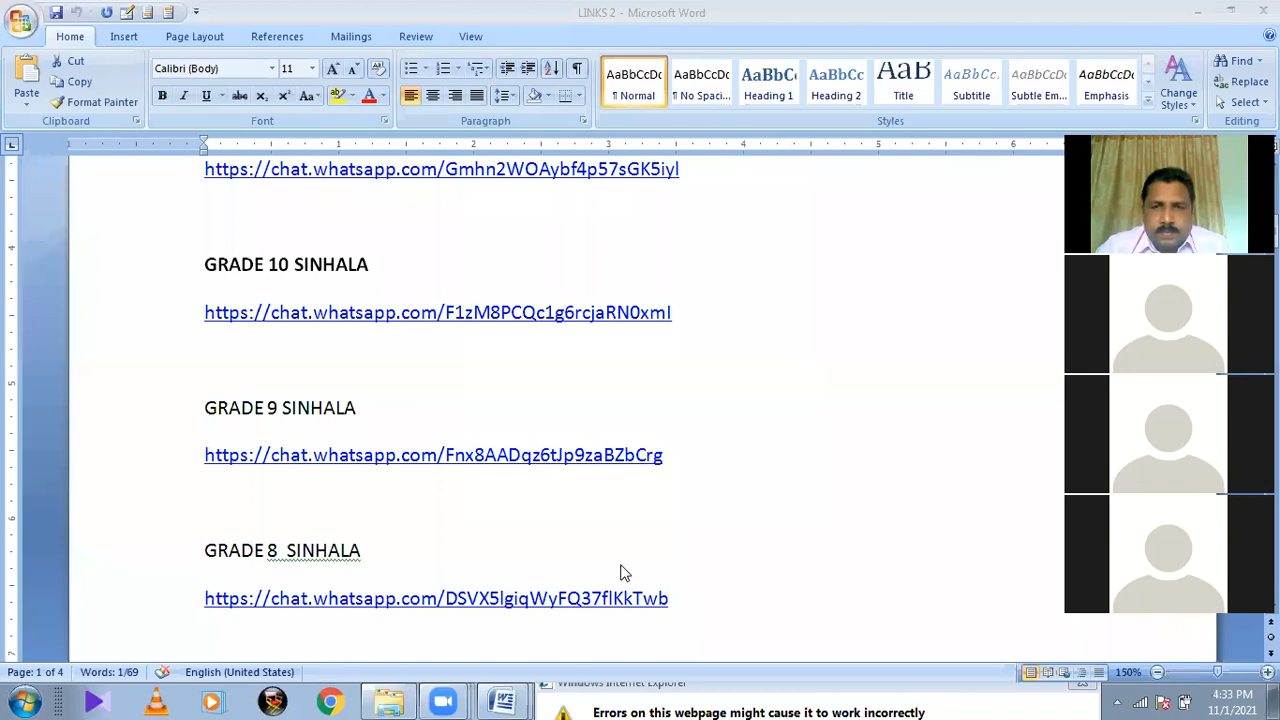 LINKS 2 - Microsoft Word
Home Insert Page Layout References Mailings Review View
Paste Cut Copy Format Painter
Calibri (Body) 11
AaBbCcDc AaBbCcDc AaBbCc AaBbCc AaB AaBbCcL AaBbCcDc AaBbCcDc
¶ Normal ¶ No Spaci... Heading 1 Heading 2 Title Subtitle Subtle Em... Emphasis
Change Styles
Find
Replace
Select
Clipboard Font Paragraph Styles Editing
https://chat.whatsapp.com/Gmhn2WOAybf4p57sGK5iyl
GRADE 10 SINHALA
https://chat.whatsapp.com/F1zM8PCQc1g6rcjaRN0xmI
GRADE 9 SINHALA
https://chat.whatsapp.com/Fnx8AADqz6tJp9zaBZbCrg
GRADE 8 SINHALA
https://chat.whatsapp.com/DSVX5lgiqWyFQ37flKkTwb
Page: 1 of 4 Words: 1/69 English (United States) 150%
Windows Internet Explorer
Errors on this webpage might cause it to work incorrectly
4:33 PM
11/1/2021